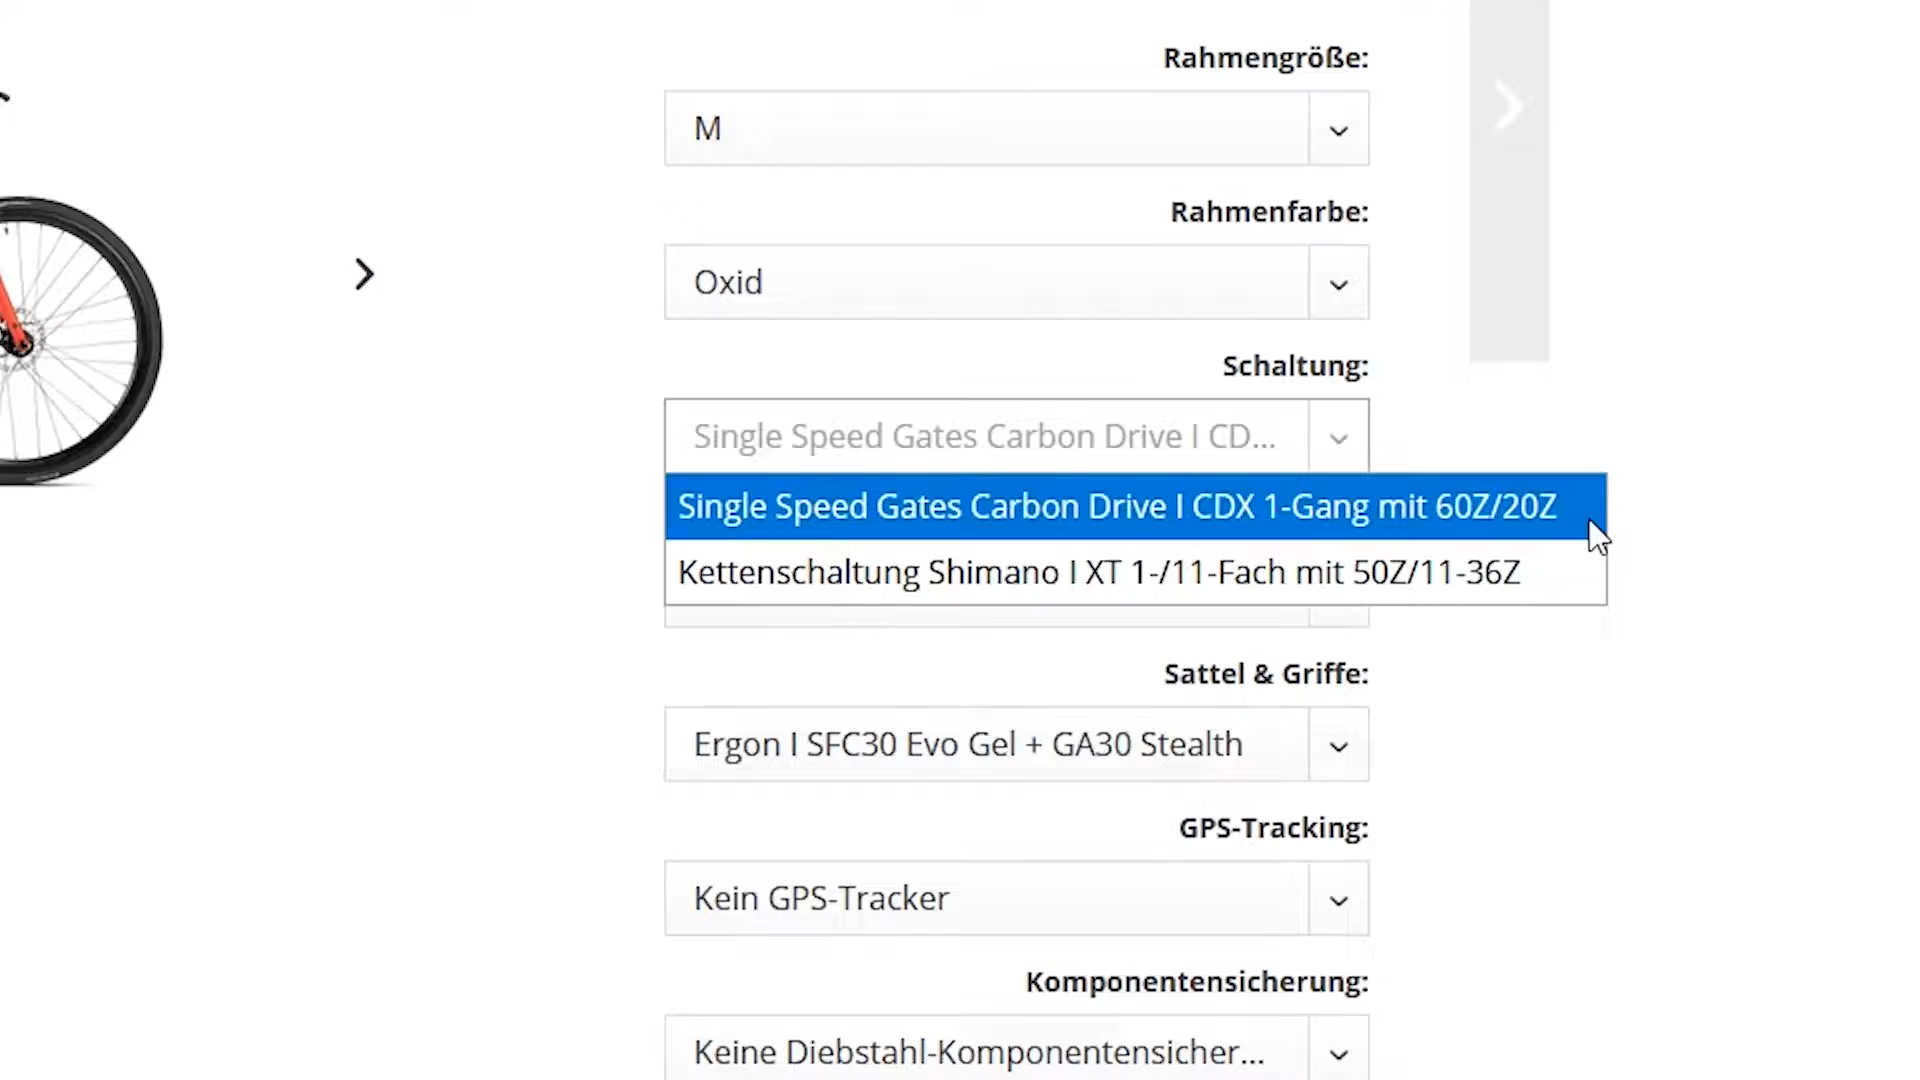 Rahmengröße:
M
Rahmenfarbe:
Oxid
Schaltung:
Single Speed Gates Carbon Drive I CD...
Single Speed Gates Carbon Drive I CDX 1-Gang mit 60Z/20Z
Kettenschaltung Shimano I XT 1-/11-Fach mit 50Z/11-36Z
Sattel & Griffe:
Ergon I SFC30 Evo Gel + GA30 Stealth
GPS-Tracking:
Kein GPS-Tracker
Komponentensicherung:
Keine Diebstahl-Komponentensicher...